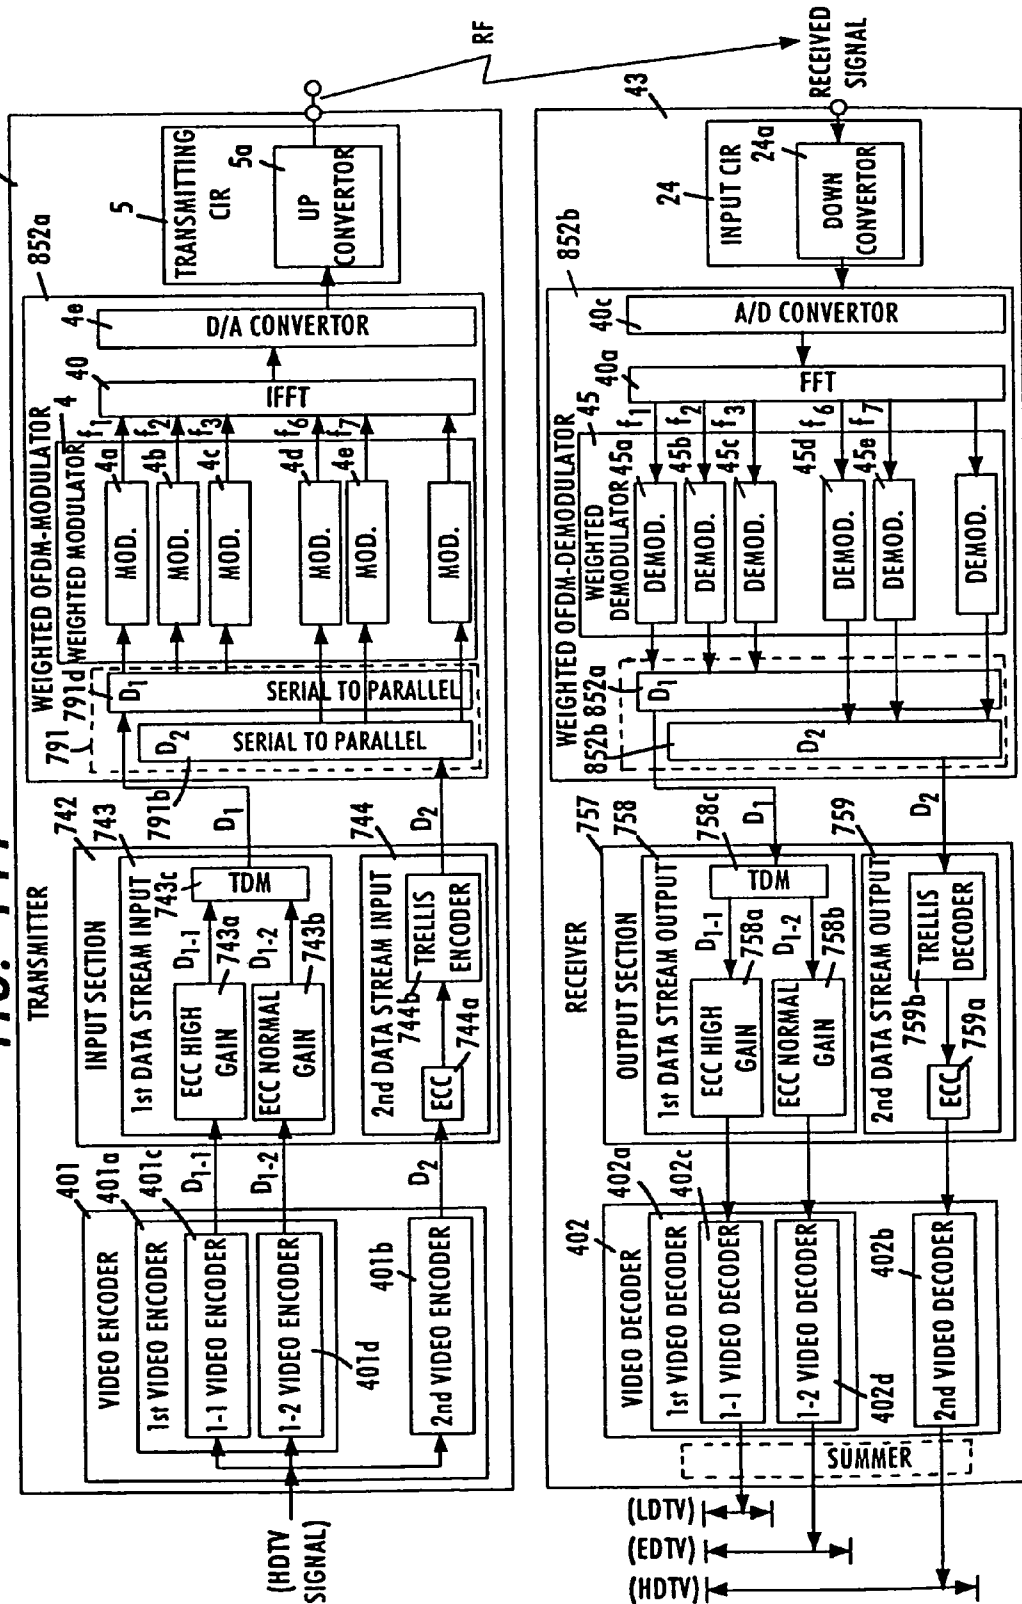 TRANSMITTER
(HDTV
SIGNAL)
VIDEO ENCODER
401
1st VIDEO ENCODER
401a
1-1 VIDEO ENCODER
401c
1-2 VIDEO ENCODER
401d
2nd VIDEO ENCODER
401b
D1-1
D1-2
D2
INPUT SECTION
742
1st DATA STREAM INPUT
743
ECC HIGH
GAIN
743a
ECC NORMAL
GAIN
743b
D1-1
D1-2
TDM
743c
2nd DATA STREAM INPUT
744
ECC
744a
TRELLIS
ENCODER
744b
D1
D2
WEIGHTED OFDM-MODULATOR
852a
791
791d
D1
SERIAL TO PARALLEL
D2
SERIAL TO PARALLEL
791b
WEIGHTED MODULATOR
4
MOD.
4a
MOD.
4b
MOD.
4c
MOD.
4d
MOD.
4e
MOD.
f1
f2
f3
f6
f7
IFFT
40
D/A CONVERTOR
4e
TRANSMITTING
CIR
5
UP
CONVERTOR
5a
RF
RECEIVER
RECEIVED
SIGNAL
43
INPUT CIR
24
DOWN
CONVERTOR
24a
WEIGHTED OFDM-DEMODULATOR
852b
A/D CONVERTOR
40c
FFT
40a
f1
f2
f3
f6
f7
WEIGHTED
DEMODULATOR
45
DEMOD.
45a
DEMOD.
45b
DEMOD.
45c
DEMOD.
45d
DEMOD.
45e
DEMOD.
D1
852a
D2
852b
D1
D2
OUTPUT SECTION
757
1st DATA STREAM OUTPUT
758
TDM
758c
D1-1
D1-2
ECC HIGH
GAIN
758a
ECC NORMAL
GAIN
758b
2nd DATA STREAM OUTPUT
759
TRELLIS
DECODER
759b
ECC
759a
VIDEO DECODER
402
1st VIDEO DECODER
402a
1-1 VIDEO DECODER
402c
1-2 VIDEO DECODER
402d
2nd VIDEO DECODER
402b
SUMMER
(LDTV)
(EDTV)
(HDTV)